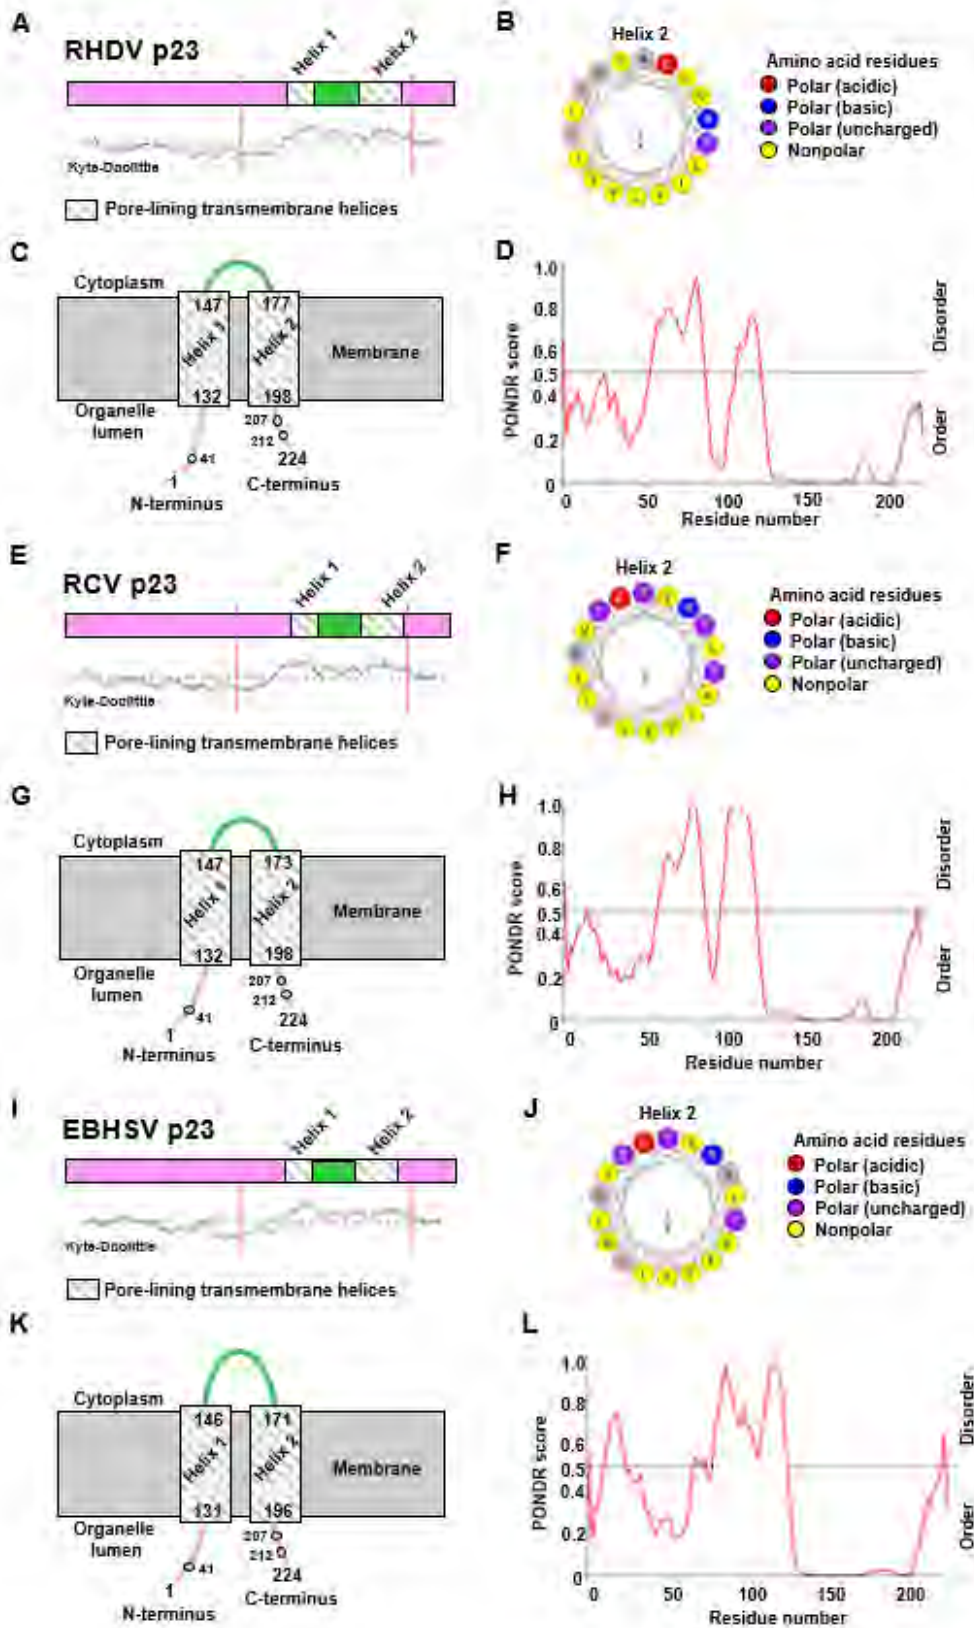 A
RHDV p23
Helix 1
Helix 2
Kyte-Doolittle
Pore-lining transmembrane helices
B
Helix 2
Amino acid residues
Polar (acidic)
Polar (basic)
Polar (uncharged)
Nonpolar
C
Cytoplasm
147
177
Helix 1
Helix 2
Membrane
132
198
Organelle
lumen
207
212
41
1
224
N-terminus
C-terminus
D
1.0
0.8
0.6
0.5
0.4
0.2
0
PONDR score
Disorder
Order
0 50 100 150 200
Residue number
E
RCV p23
Helix 1
Helix 2
Kyte-Doolittle
Pore-lining transmembrane helices
F
Helix 2
Amino acid residues
Polar (acidic)
Polar (basic)
Polar (uncharged)
Nonpolar
G
Cytoplasm
147
173
Helix 1
Helix 2
Membrane
132
198
Organelle
lumen
207
212
41
1
224
N-terminus
C-terminus
H
1.0
0.8
0.6
0.5
0.4
0.2
0
PONDR score
Disorder
Order
0 50 100 150 200
Residue number
I
EBHSV p23
Helix 1
Helix 2
Kyte-Doolittle
Pore-lining transmembrane helices
J
Helix 2
Amino acid residues
Polar (acidic)
Polar (basic)
Polar (uncharged)
Nonpolar
K
Cytoplasm
146
171
Helix 1
Helix 2
Membrane
131
196
Organelle
lumen
207
212
41
1
224
N-terminus
C-terminus
L
1.0
0.8
0.6
0.5
0.4
0.2
0
PONDR score
Disorder
Order
0 50 100 150 200
Residue number